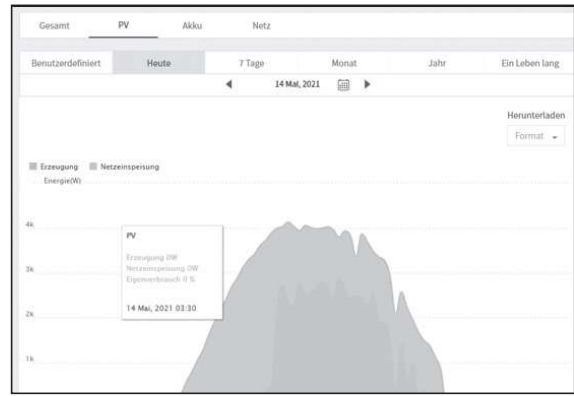 Gesamt PV Akku Netz
Benutzerdefiniert Heute 7 Tage Monat Jahr Ein Leben lang
14 Mai, 2021
Herunterladen
Format
Erzeugung Netzeinspeisung
Energie(W)
4k
PV
Erzeugung 0W
Netzeinspeisung 0W
Eigenverbrauch 0 %
14 Mai, 2021 03:30
3k
2k
1k